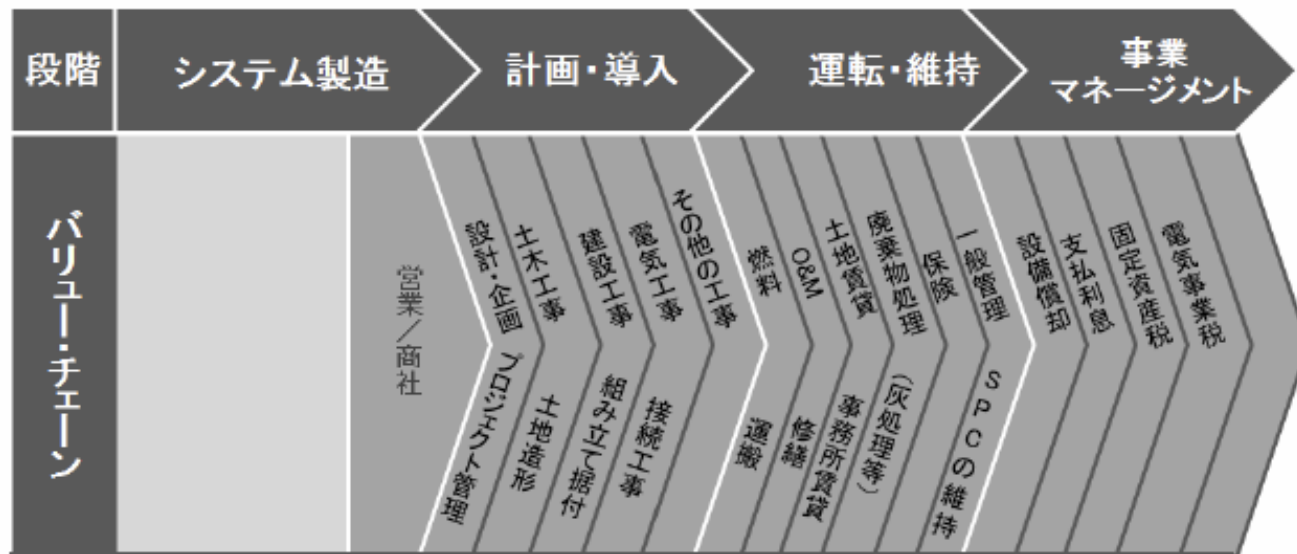 段階
システム製造
計画・導入
運転・維持
事業
マネージメント
バリュー・チェーン
営業/商社
設計・企画
プロジェクト管理
土木工事
土地造形
建設工事
組み立て据付
電気工事
接続工事
その他の工事
燃料
運搬
O&M
修繕
土地賃貸
事務所賃貸
廃棄物処理
(灰処理等)
保険
一般管理
SPCの維持
設備償却
支払利息
固定資産税
電気事業税